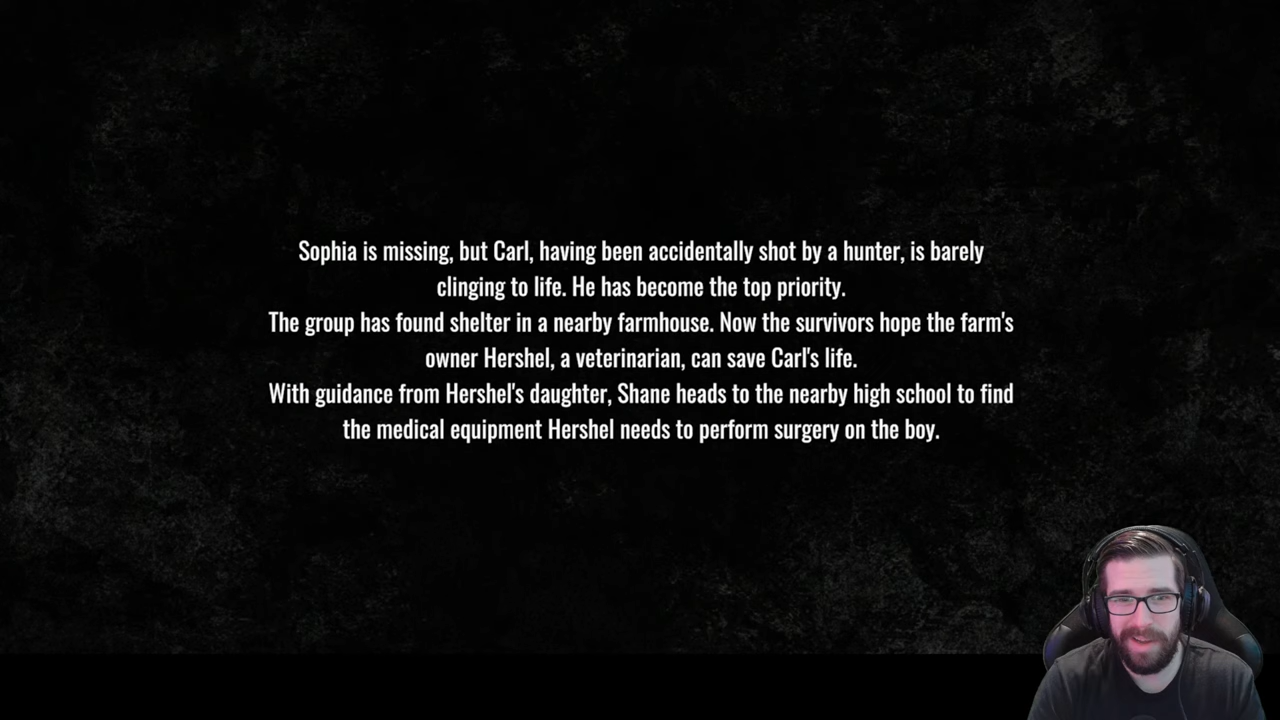 Sophia is missing, but Carl, having been accidentally shot by a hunter, is barely
clinging to life. He has become the top priority.
The group has found shelter in a nearby farmhouse. Now the survivors hope the farm's
owner Hershel, a veterinarian, can save Carl's life.
With guidance from Hershel's daughter, Shane heads to the nearby high school to find
the medical equipment Hershel needs to perform surgery on the boy.